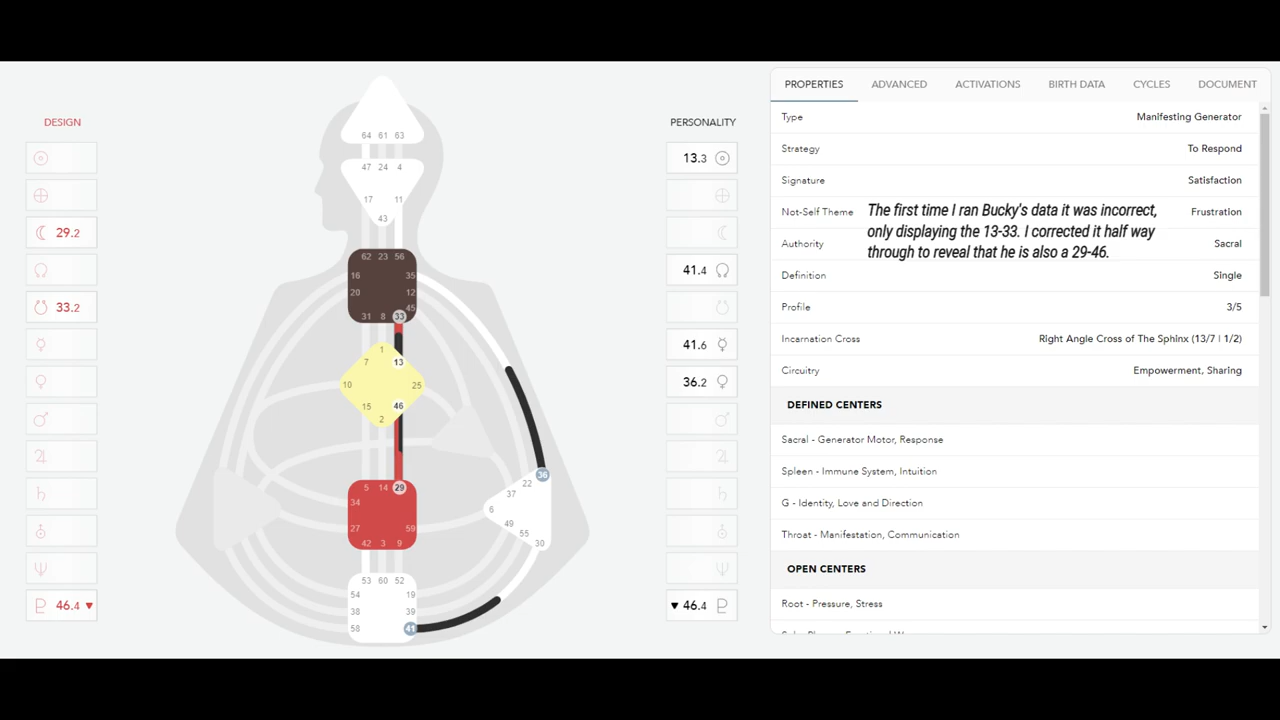 DESIGN
29.2
33.2
46.4
64 61 63
47 24 4
17 11
43
62 23 56
16 35
20 12
45
31 8 33
1
7 13
10 25
15 46
2
5 14 29
34
27 59
42 3 9
53 60 52
54 19
38 39
58 41
36
22
37
6
49
55
30
PERSONALITY
13.3
41.4
41.6
36.2
46.4
PROPERTIES ADVANCED ACTIVATIONS BIRTH DATA CYCLES DOCUMENT
Type Manifesting Generator
Strategy To Respond
Signature Satisfaction
Not-Self Theme Frustration
Authority Sacral
The first time I ran Bucky's data it was incorrect,
only displaying the 13-33. I corrected it half way
through to reveal that he is also a 29-46.
Definition Single
Profile 3/5
Incarnation Cross Right Angle Cross of The Sphinx (13/7 | 1/2)
Circuitry Empowerment, Sharing
DEFINED CENTERS
Sacral - Generator Motor, Response
Spleen - Immune System, Intuition
G - Identity, Love and Direction
Throat - Manifestation, Communication
OPEN CENTERS
Root - Pressure, Stress